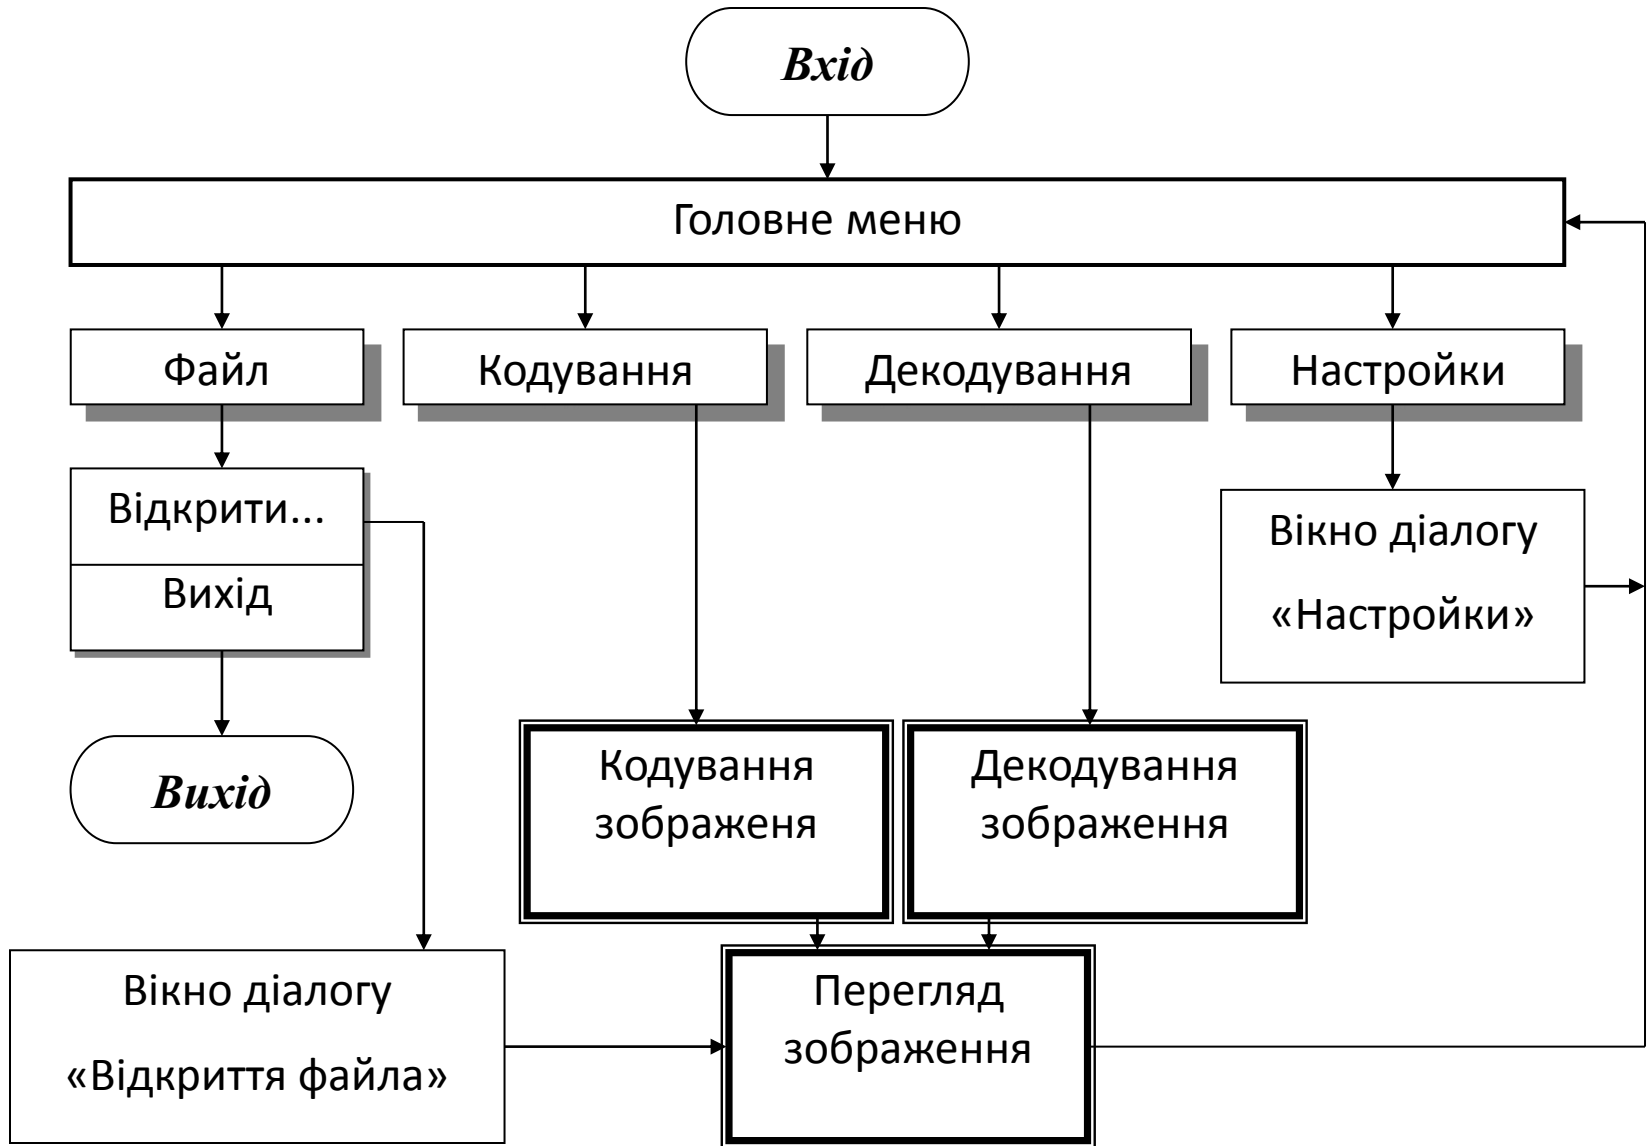 Вхід
Головне меню
Файл
Кодування
Декодування
Настройки
Відкрити...
Вихід
Вікно діалогу
«Настройки»
Вихід
Кодування
зображеня
Декодування
зображення
Вікно діалогу
«Відкриття файла»
Перегляд
зображення